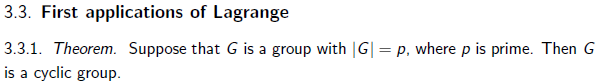 3.3. First applications of Lagrange
3.3.1. Theorem. Suppose that G is a group with |G| = p, where p is prime. Then G
is a cyclic group.